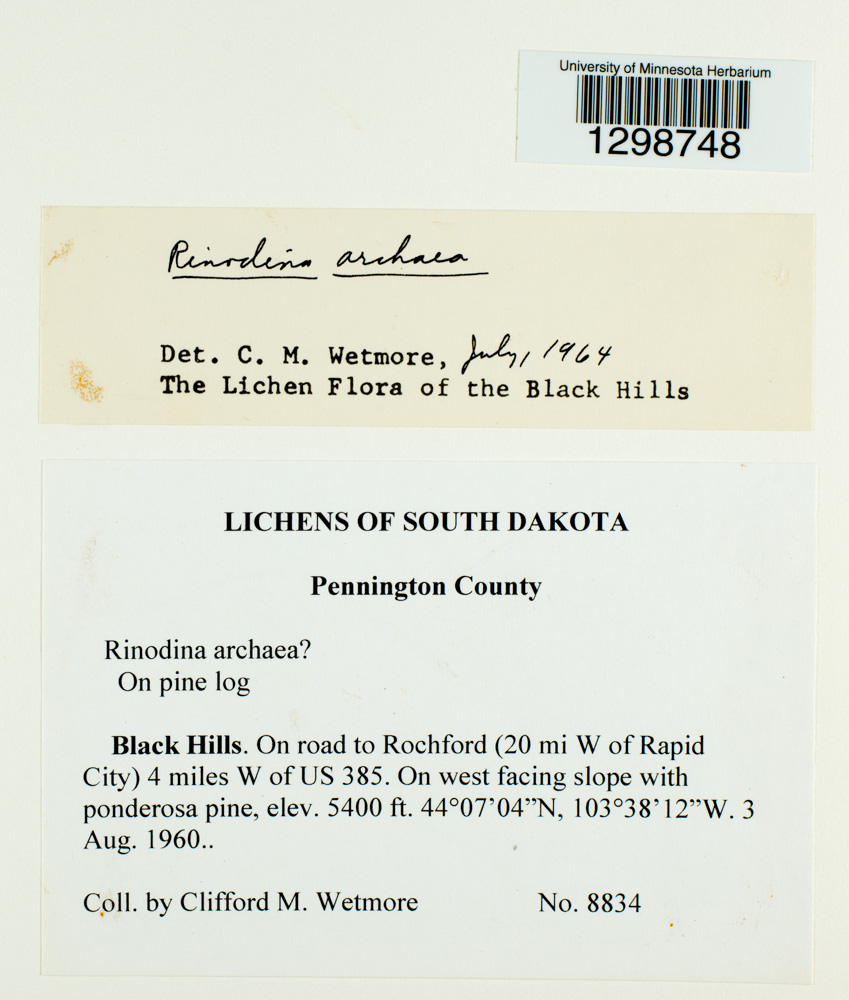 University of Minnesota Herbarium
1298748
Rinodina archaea
Det. C. M. Wetmore, July, 1964
The Lichen Flora of the Black Hills
LICHENS OF SOUTH DAKOTA
Pennington County
Rinodina archaea?
On pine log
Black Hills. On road to Rochford (20 mi W of Rapid
City) 4 miles W of US 385. On west facing slope with
ponderosa pine, elev. 5400 ft. 44°07'04”N, 103°38’12”W. 3
Aug. 1960..
Coll. by Clifford M. Wetmore No. 8834